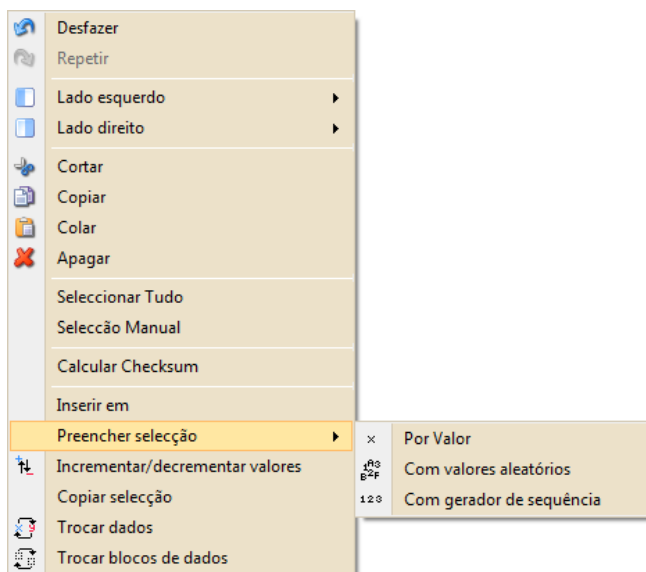 Desfazer
Repetir
Lado esquerdo
Lado direito
Cortar
Copiar
Colar
Apagar
Seleccionar Tudo
Seleccão Manual
Calcular Checksum
Inserir em
Preencher selecção
Por Valor
Incrementar/decrementar valores
Com valores aleatórios
Copiar selecção
123 Com gerador de sequência
Trocar dados
Trocar blocos de dados